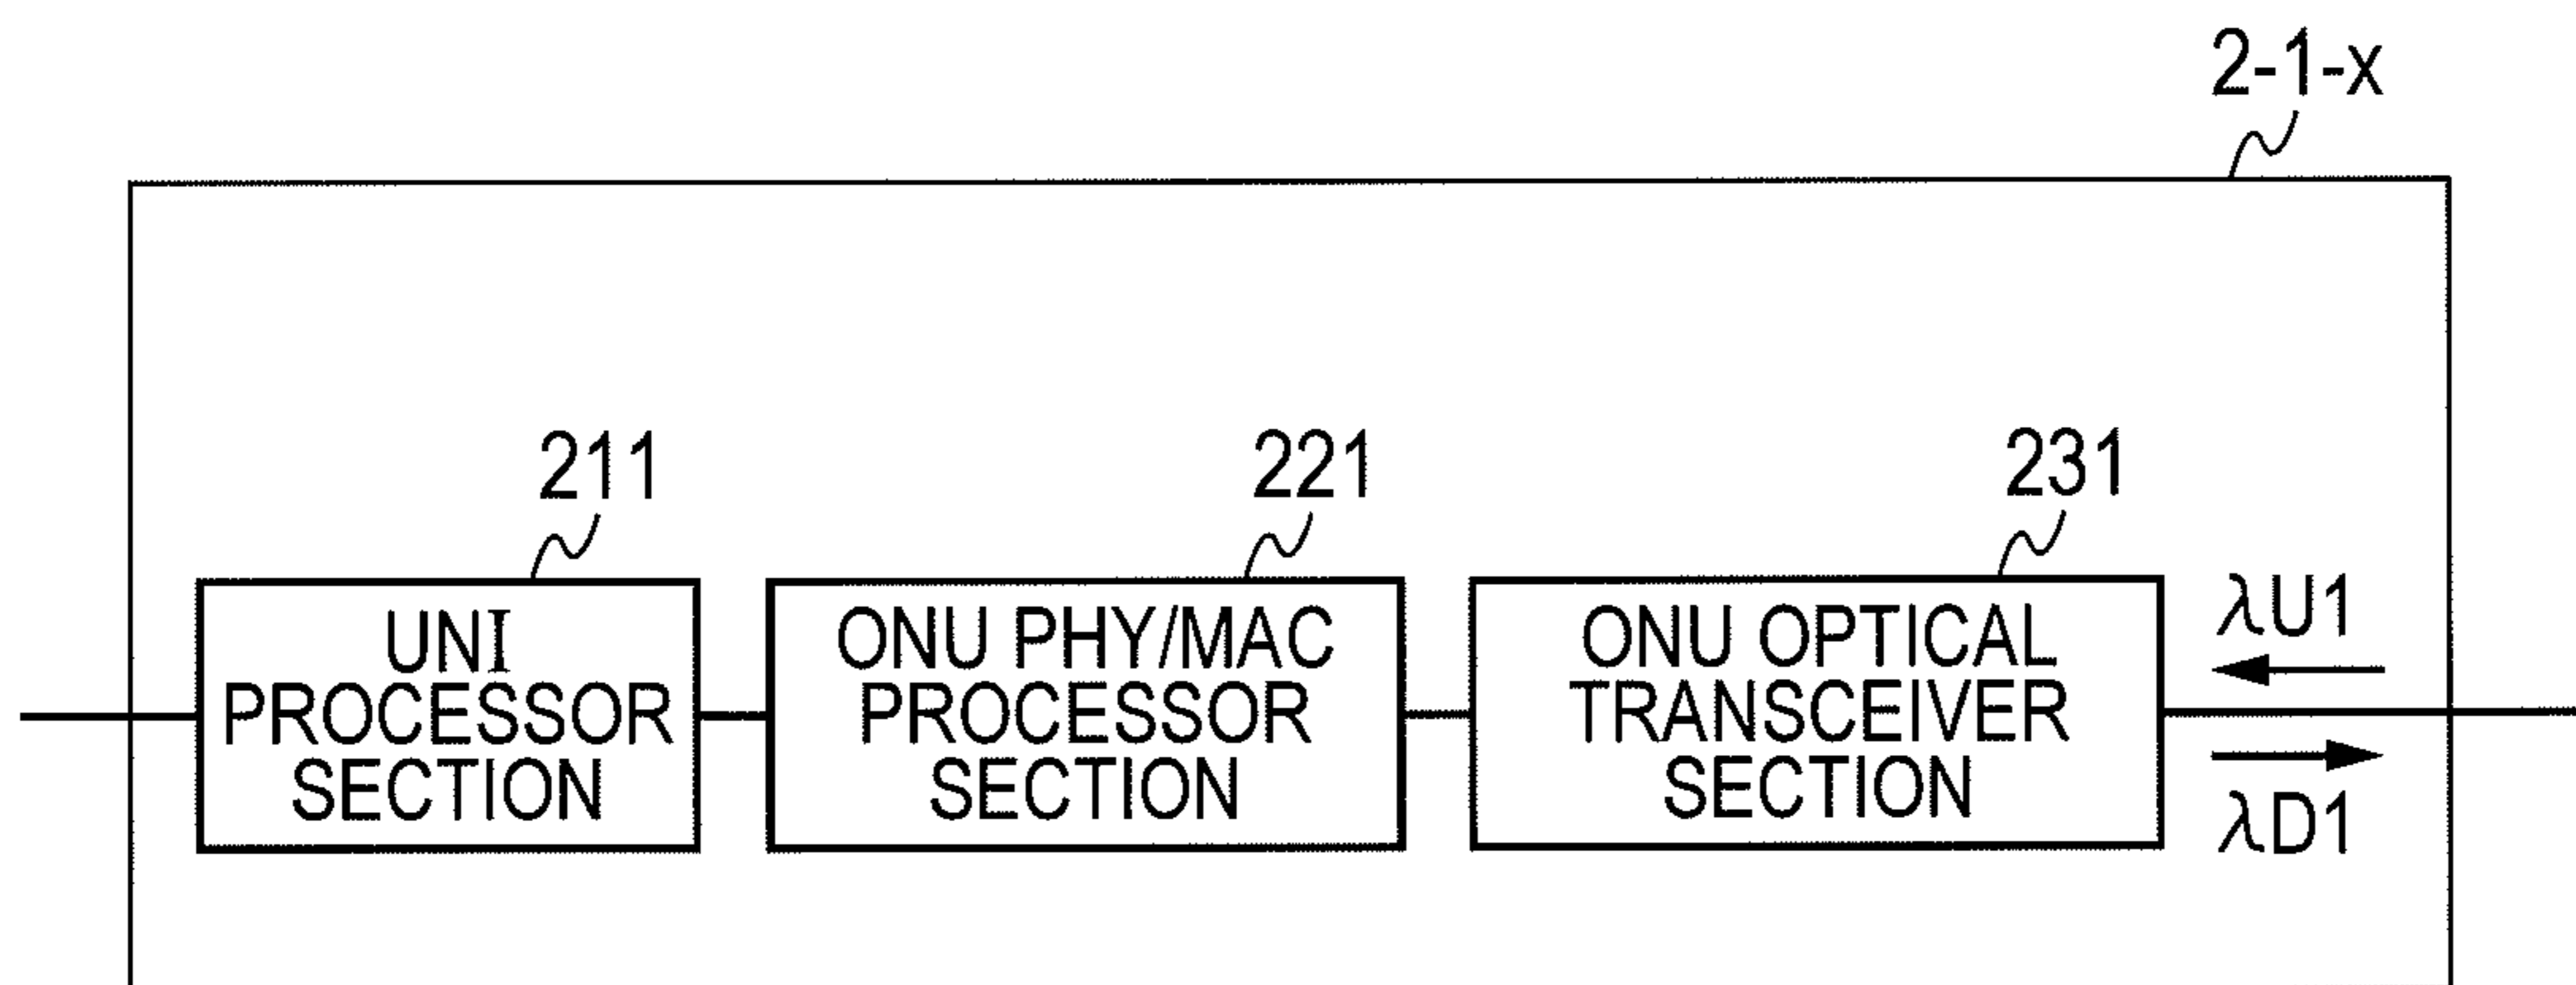 2-1-x
211
221
231
UNI
PROCESSOR
SECTION
ONU PHY/MAC
PROCESSOR
SECTION
ONU OPTICAL
TRANSCEIVER
SECTION
λU1
λD1